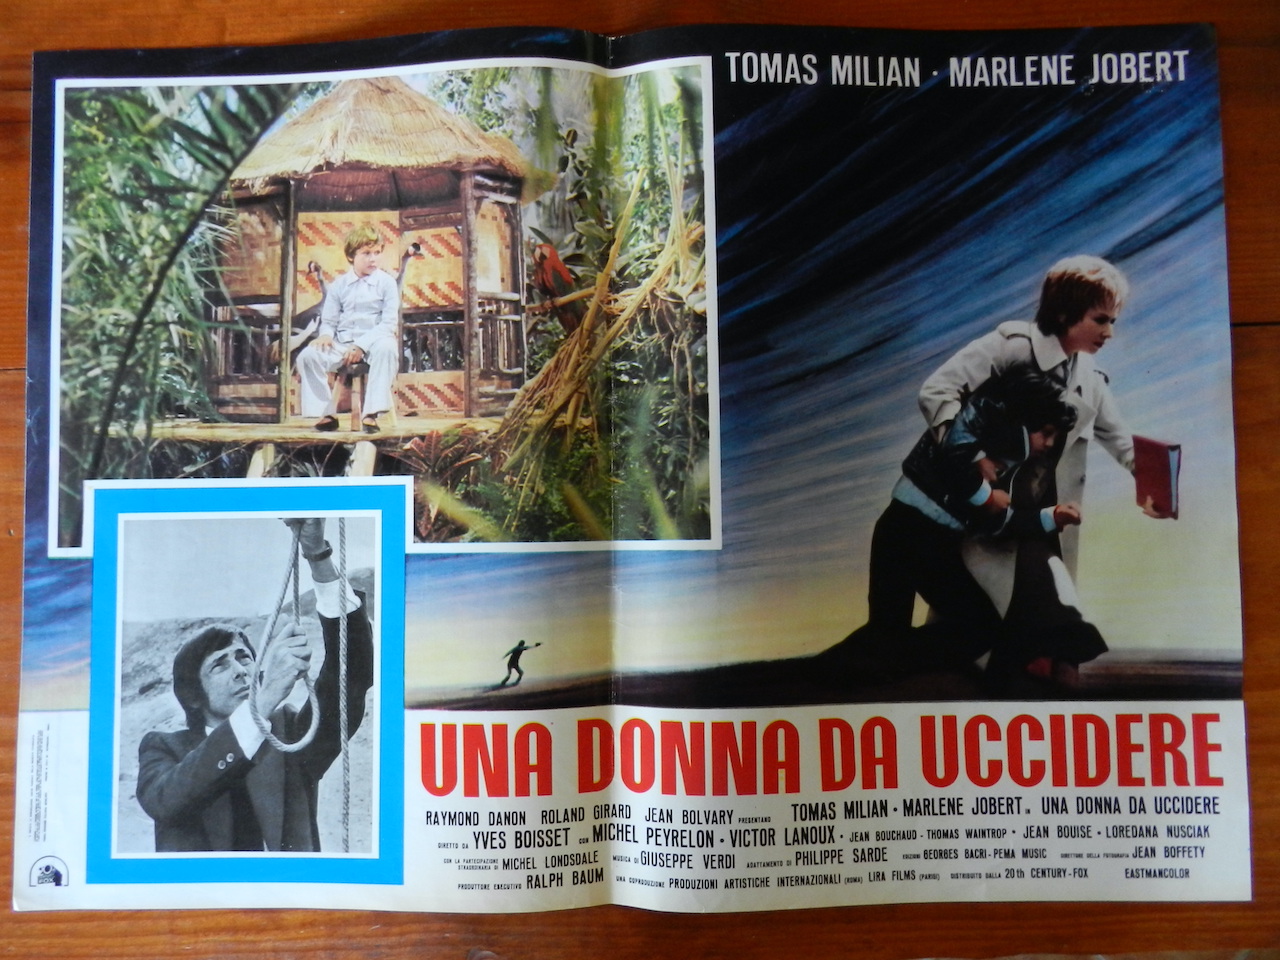 TOMAS MILIAN · MARLENE JOBERT
UNA DONNA DA UCCIDERE
RAYMOND DANON ROLAND GIRARD JEAN BOLVARY PRESENTANO TOMAS MILIAN · MARLENE JOBERT IN UNA DONNA DA UCCIDERE
DIRETTO DA YVES BOISSET CON MICHEL PEYRELON · VICTOR LANOUX · JEAN BOUCHAUD · THOMAS WAINTROP · JEAN BOUISE · LOREDANA NUSCIAK
CON LA PARTECIPAZIONE STRAORDINARIA DI MICHEL LONDSDALE MUSICA DI GIUSEPPE VERDI ADATTAMENTO DI PHILIPPE SARDE EDIZIONI GEORGES BACRI - PEMA MUSIC DIRETTORE DELLA FOTOGRAFIA JEAN BOFFETY
PRODUTTORE ESECUTIVO RALPH BAUM UNA COPRODUZIONE PRODUZIONI ARTISTICHE INTERNAZIONALI (ROMA) LIRA FILMS (PARIGI) DISTRIBUITO DALLA 20th CENTURY-FOX EASTMANCOLOR